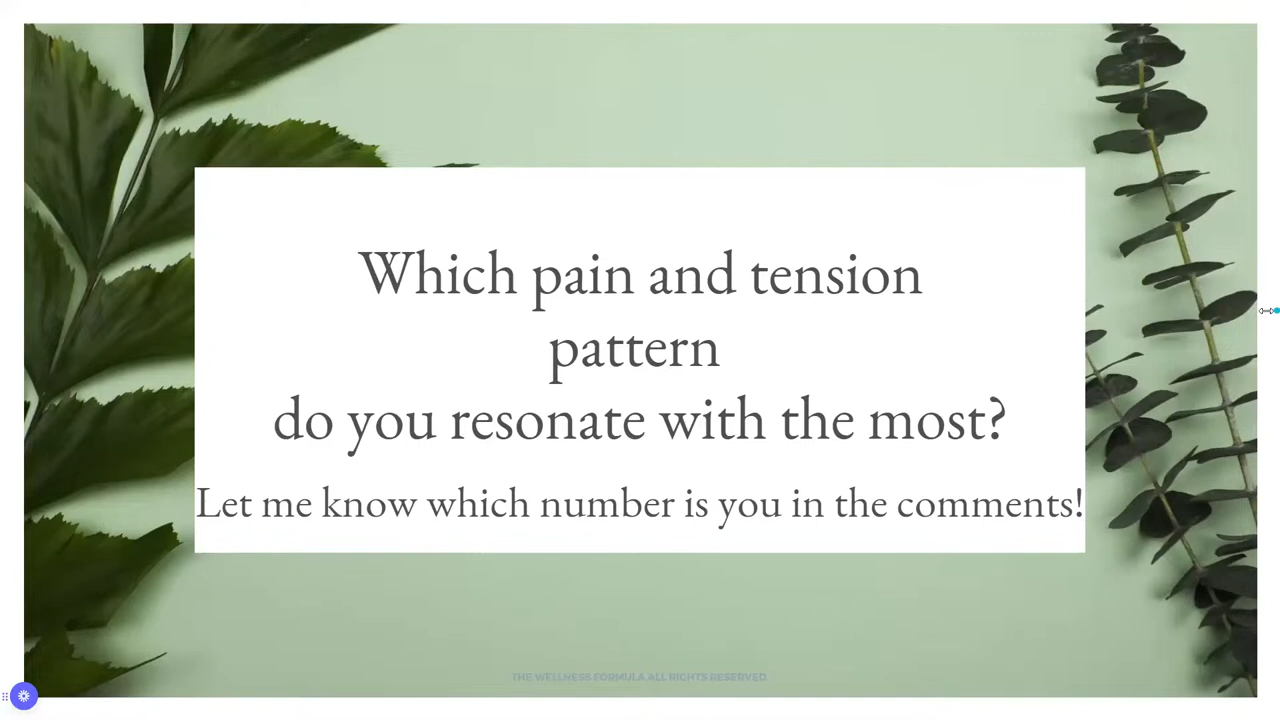 Which pain and tension
pattern
do you resonate with the most?
Let me know which number is you in the comments!
THE WELLNESS FORMULA ALL RIGHTS RESERVED